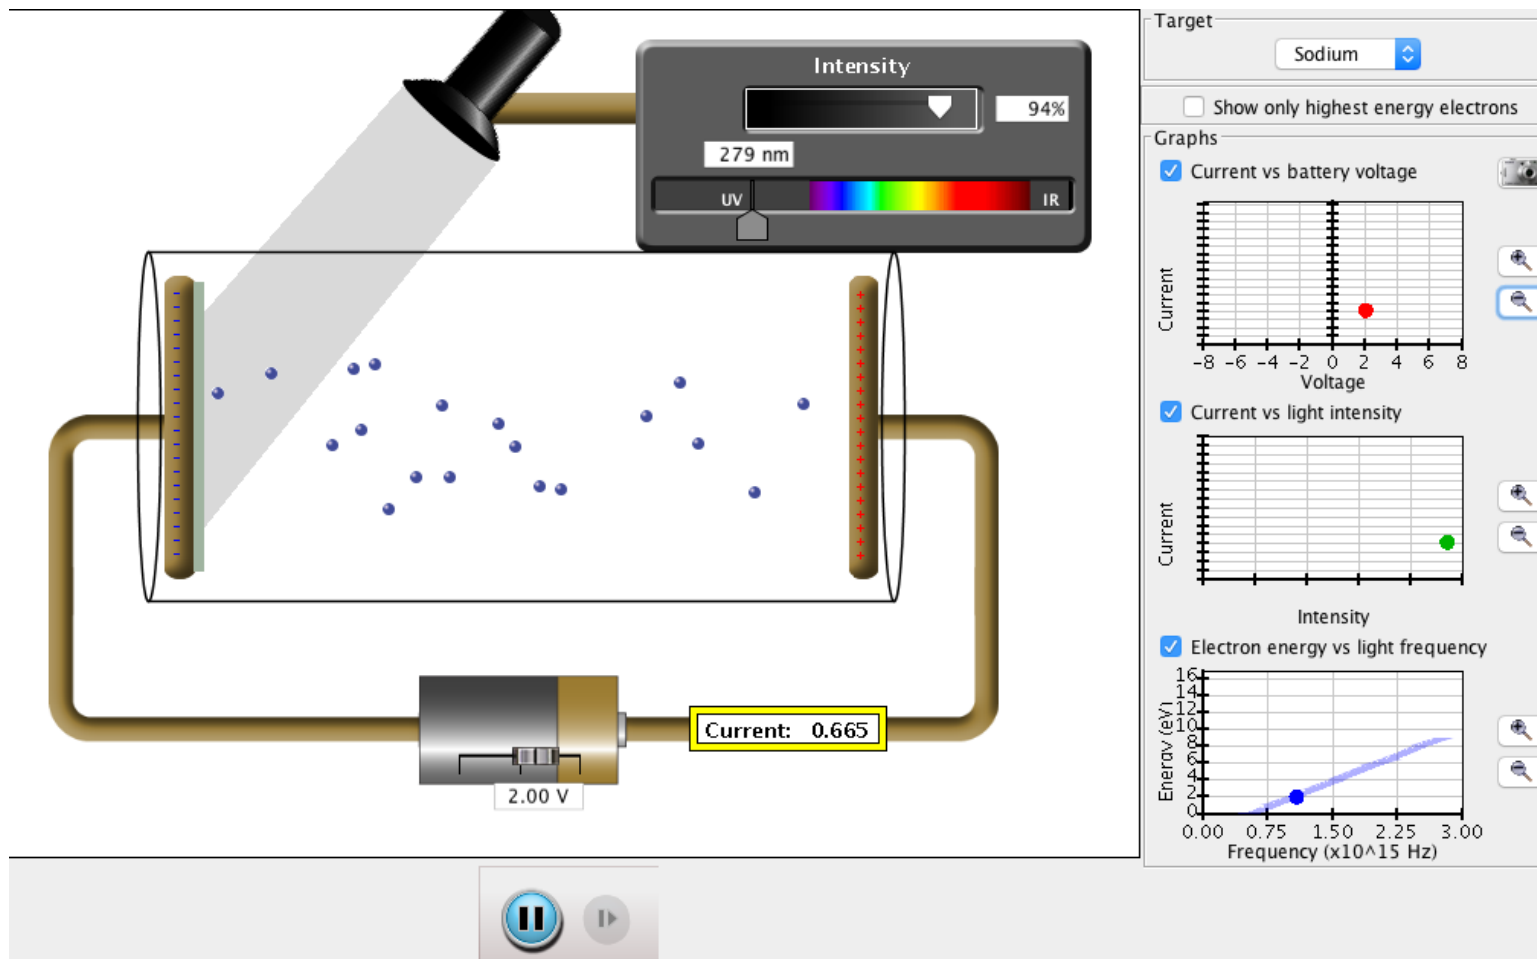 Target
Sodium
Intensity
94%
279 nm
UV
IR
Show only highest energy electrons
Graphs
Current vs battery voltage
Current
-8 -6 -4 -2 0 2 4 6 8
Voltage
Current vs light intensity
Current
Intensity
Electron energy vs light frequency
Energy (eV)
16
14
12
10
8
6
4
2
0
0.00 0.75 1.50 2.25 3.00
Frequency (x10^15 Hz)
Current: 0.665
2.00 V